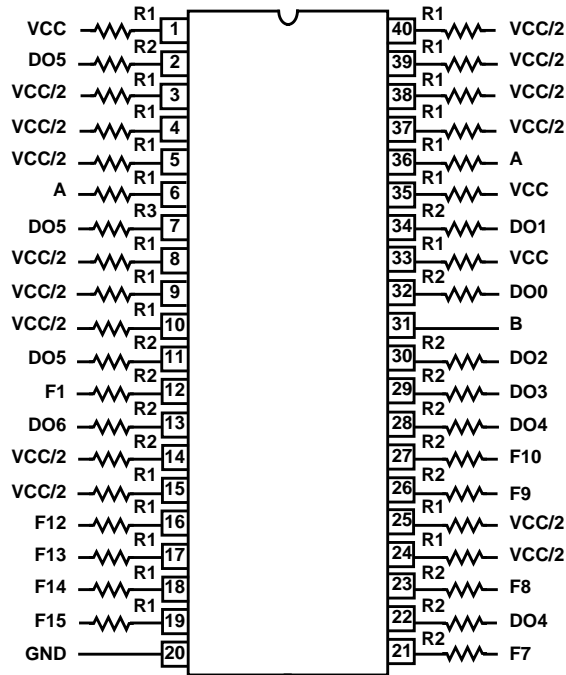 VCC R1 1 40 R1 VCC/2
DO5 R2 2 39 R1 VCC/2
VCC/2 R1 3 38 R1 VCC/2
VCC/2 R1 4 37 R1 VCC/2
VCC/2 R1 5 36 R1 A
A R1 6 35 R1 VCC
DO5 R3 7 34 R2 DO1
VCC/2 R1 8 33 R1 VCC
VCC/2 R1 9 32 R2 DO0
VCC/2 R1 10 31 B
DO5 R2 11 30 R2 DO2
F1 R2 12 29 R2 DO3
DO6 R2 13 28 R2 DO4
VCC/2 R2 14 27 R2 F10
VCC/2 R1 15 26 R2 F9
F12 R1 16 25 R1 VCC/2
F13 R1 17 24 R1 VCC/2
F14 R1 18 23 R2 F8
F15 R1 19 22 R2 DO4
GND 20 21 R2 F7